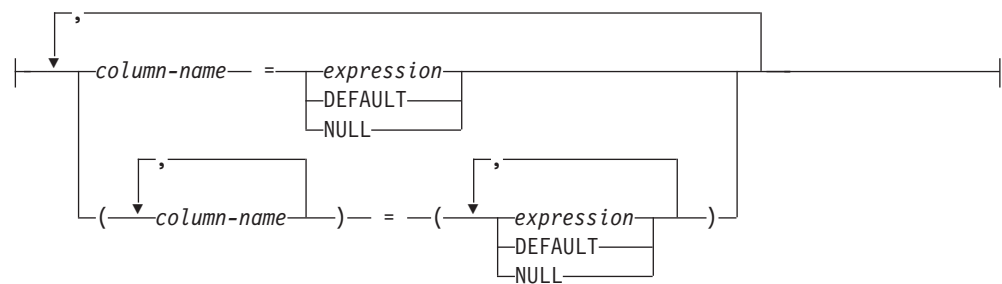 ,
column-name = expression
DEFAULT
NULL
, ,
( column-name ) = ( expression )
DEFAULT
NULL